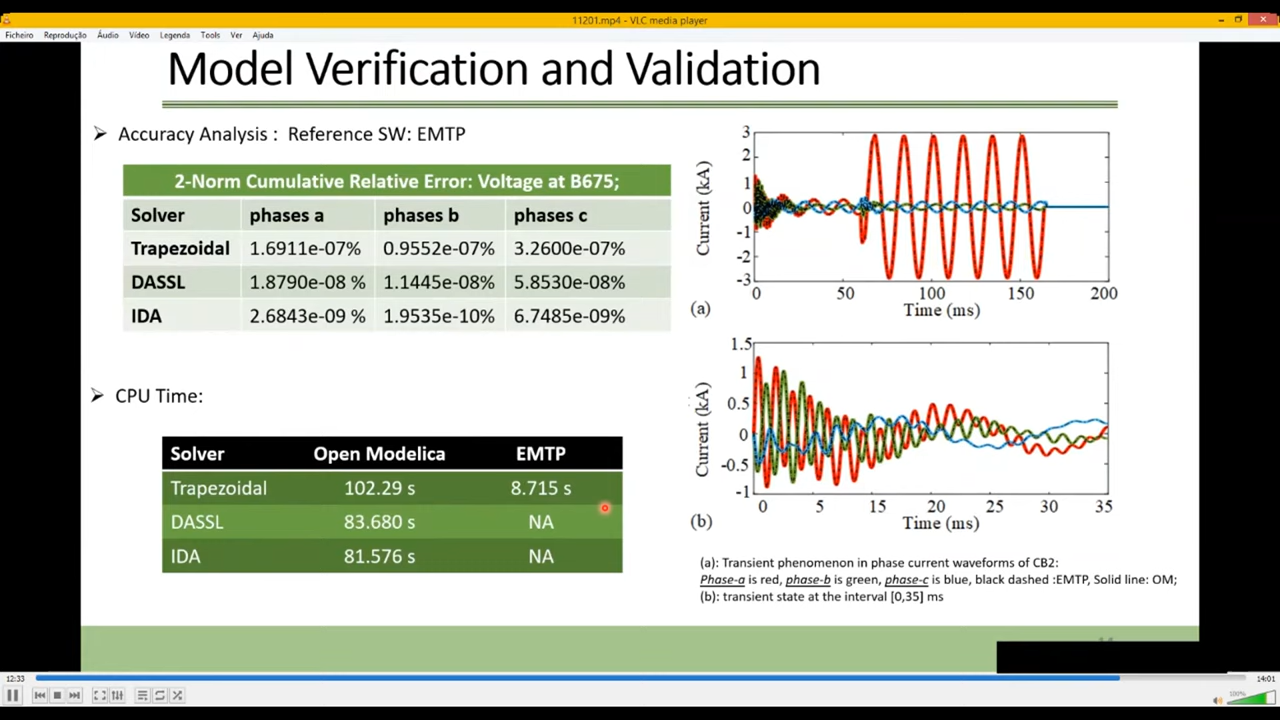 11201.mp4 - VLC media player
Ficheiro Reprodução Áudio Vídeo Legenda Tools Ver Ajuda
Model Verification and Validation
Accuracy Analysis : Reference SW: EMTP
2-Norm Cumulative Relative Error: Voltage at B675;
Solver phases a phases b phases c
Trapezoidal 1.6911e-07% 0.9552e-07% 3.2600e-07%
DASSL 1.8790e-08 % 1.1445e-08% 5.8530e-08%
IDA 2.6843e-09 % 1.9535e-10% 6.7485e-09%
CPU Time:
Solver Open Modelica EMTP
Trapezoidal 102.29 s 8.715 s
DASSL 83.680 s NA
IDA 81.576 s NA
3
2
1
0
-1
-2
-3
Current (kA)
0 50 100 150 200
Time (ms)
(a)
1.5
1
0.5
0
-0.5
-1
Current (kA)
0 5 10 15 20 25 30 35
Time (ms)
(b)
(a): Transient phenomenon in phase current waveforms of CB2:
Phase-a is red, phase-b is green, phase-c is blue, black dashed :EMTP, Solid line: OM;
(b): transient state at the interval [0,35] ms
12:33 14:01
100%